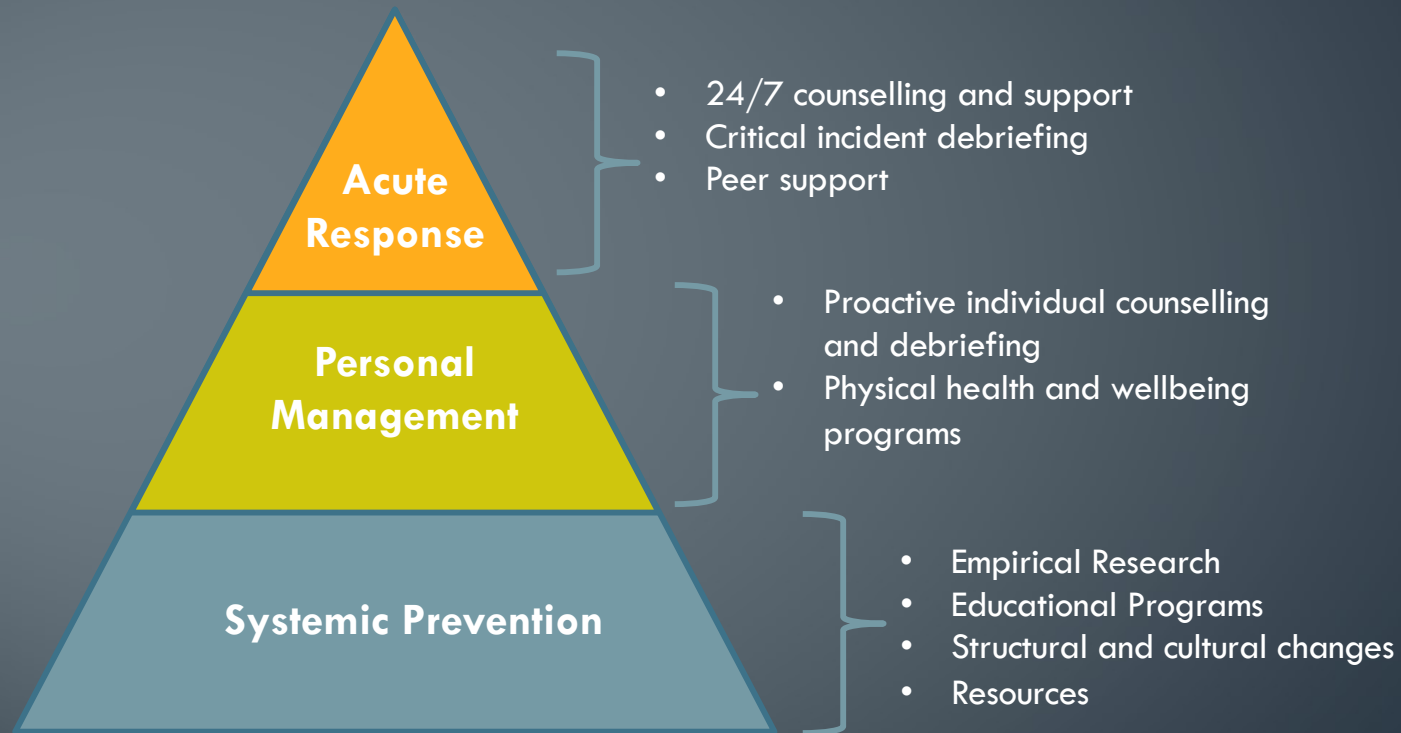 Acute
Response
• 24/7 counselling and support
• Critical incident debriefing
• Peer support
Personal
Management
• Proactive individual counselling
and debriefing
• Physical health and wellbeing
programs
Systemic Prevention
• Empirical Research
• Educational Programs
• Structural and cultural changes
• Resources